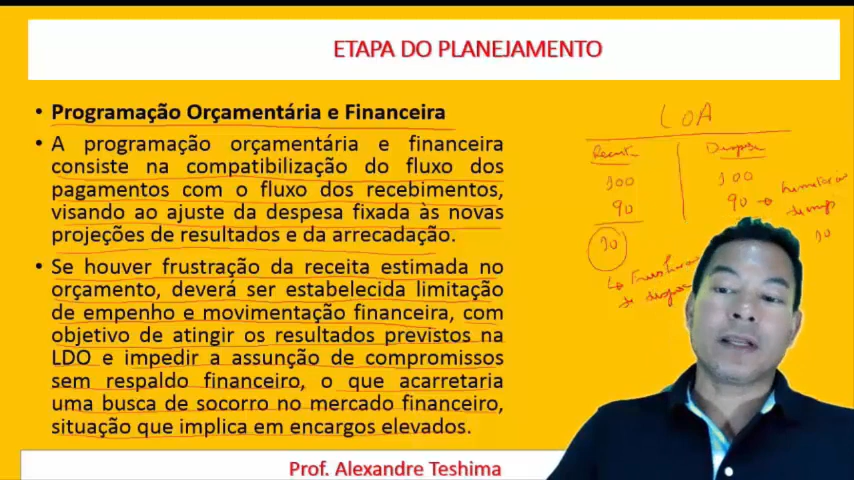 ETAPA DO PLANEJAMENTO
• Programação Orçamentária e Financeira
• A programação orçamentária e financeira
consiste na compatibilização do fluxo dos
pagamentos com o fluxo dos recebimentos,
visando ao ajuste da despesa fixada às novas
projeções de resultados e da arrecadação.
• Se houver frustração da receita estimada no
orçamento, deverá ser estabelecida limitação
de empenho e movimentação financeira, com
objetivo de atingir os resultados previstos na
LDO e impedir a assunção de compromissos
sem respaldo financeiro, o que acarretaria
uma busca de socorro no mercado financeiro,
situação que implica em encargos elevados.
LOA
100 100
90 90
10
Prof. Alexandre Teshima